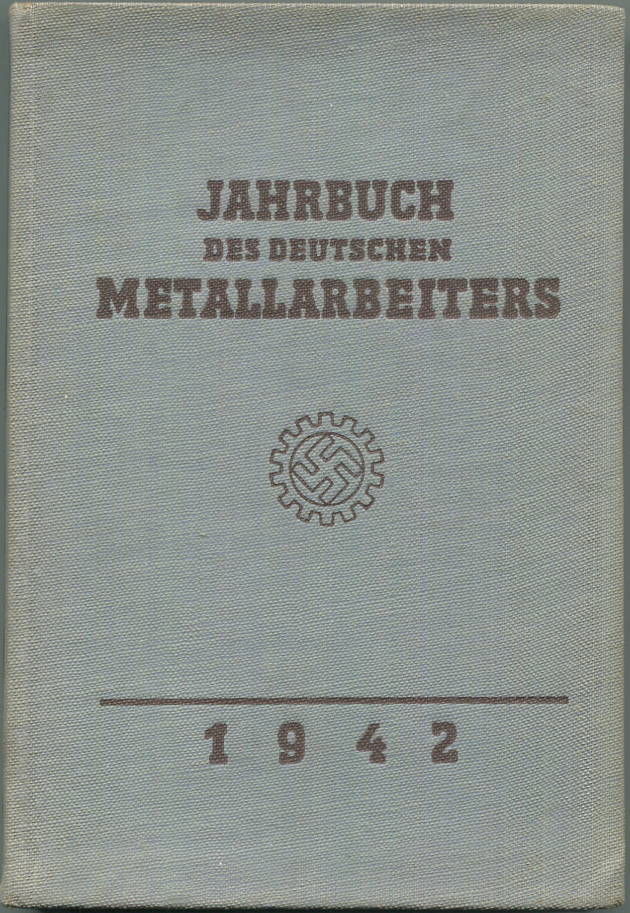 JAHRBUCH
DES DEUTSCHEN
METALLARBEITERS
1942